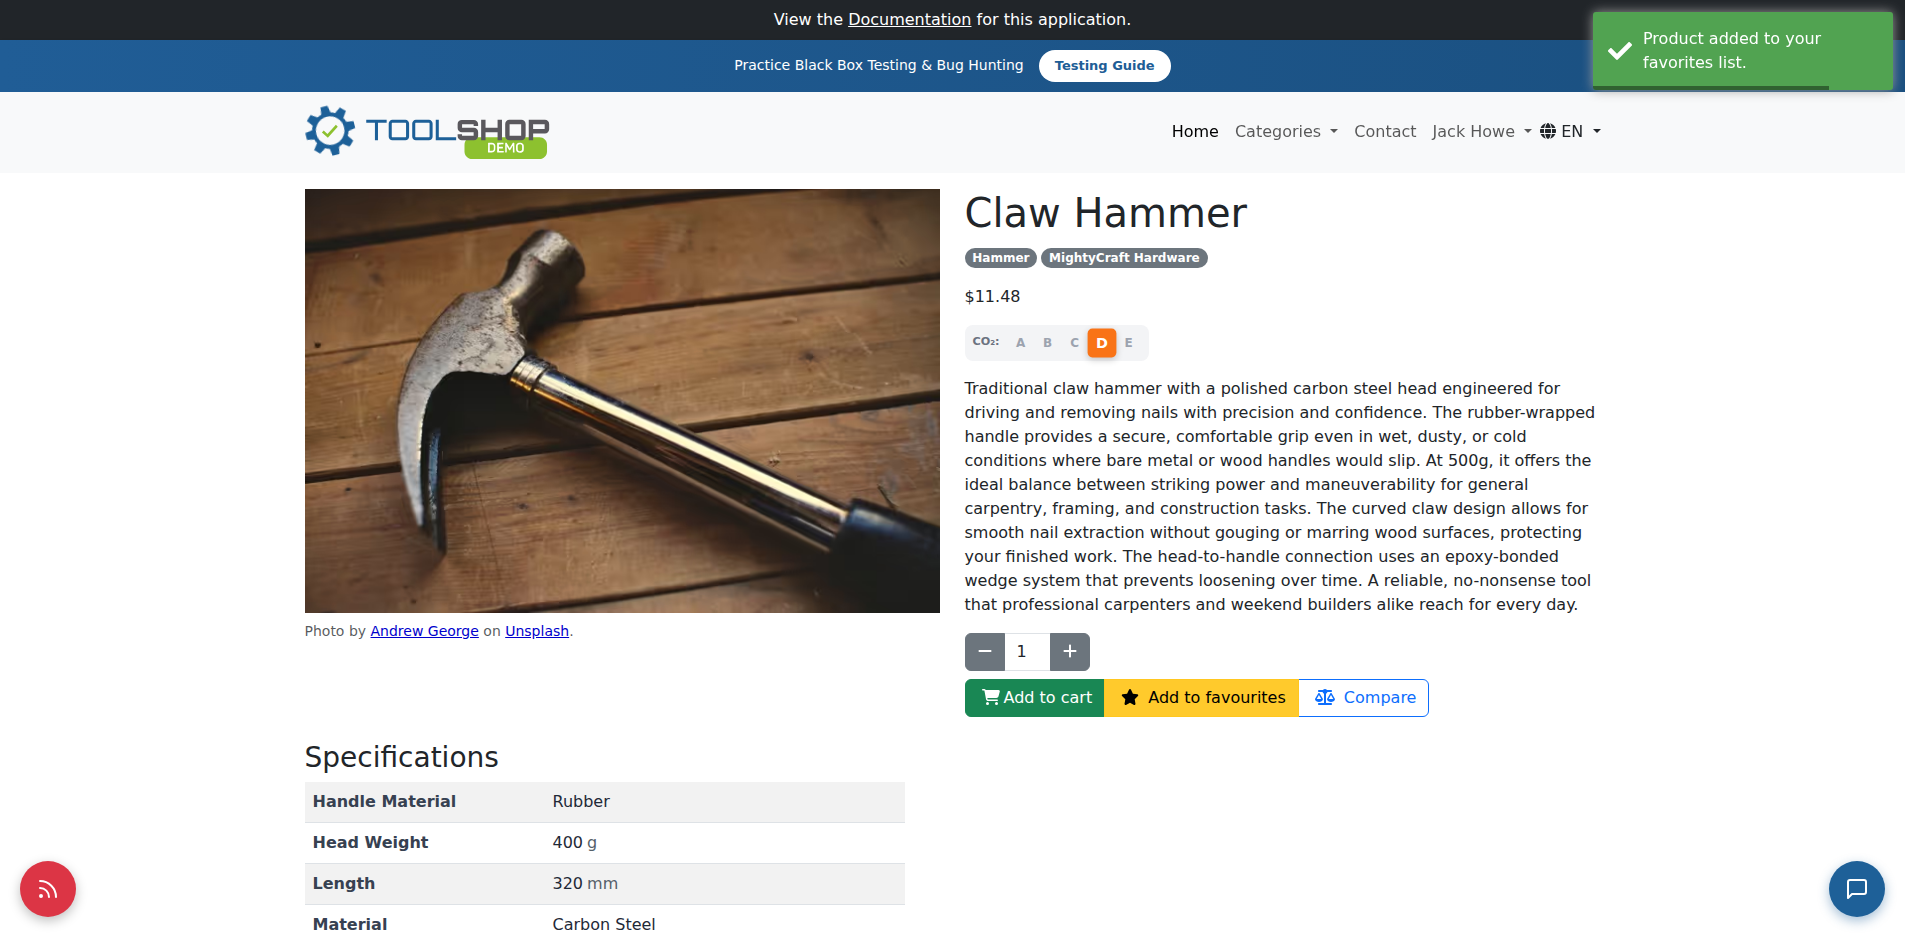 View the Documentation for this application.
Product added to your
favorites list.
Practice Black Box Testing & Bug Hunting Testing Guide
TOOLSHOP
DEMO
Home Categories Contact Jack Howe EN
Claw Hammer
Hammer MightyCraft Hardware
$11.48
CO₂: A B C D E
Traditional claw hammer with a polished carbon steel head engineered for
driving and removing nails with precision and confidence. The rubber-wrapped
handle provides a secure, comfortable grip even in wet, dusty, or cold
conditions where bare metal or wood handles would slip. At 500g, it offers the
ideal balance between striking power and maneuverability for general
carpentry, framing, and construction tasks. The curved claw design allows for
smooth nail extraction without gouging or marring wood surfaces, protecting
your finished work. The head-to-handle connection uses an epoxy-bonded
wedge system that prevents loosening over time. A reliable, no-nonsense tool
that professional carpenters and weekend builders alike reach for every day.
Photo by Andrew George on Unsplash.
1
Add to cart Add to favourites Compare
Specifications
Handle Material Rubber
Head Weight 400 g
Length 320 mm
Material Carbon Steel